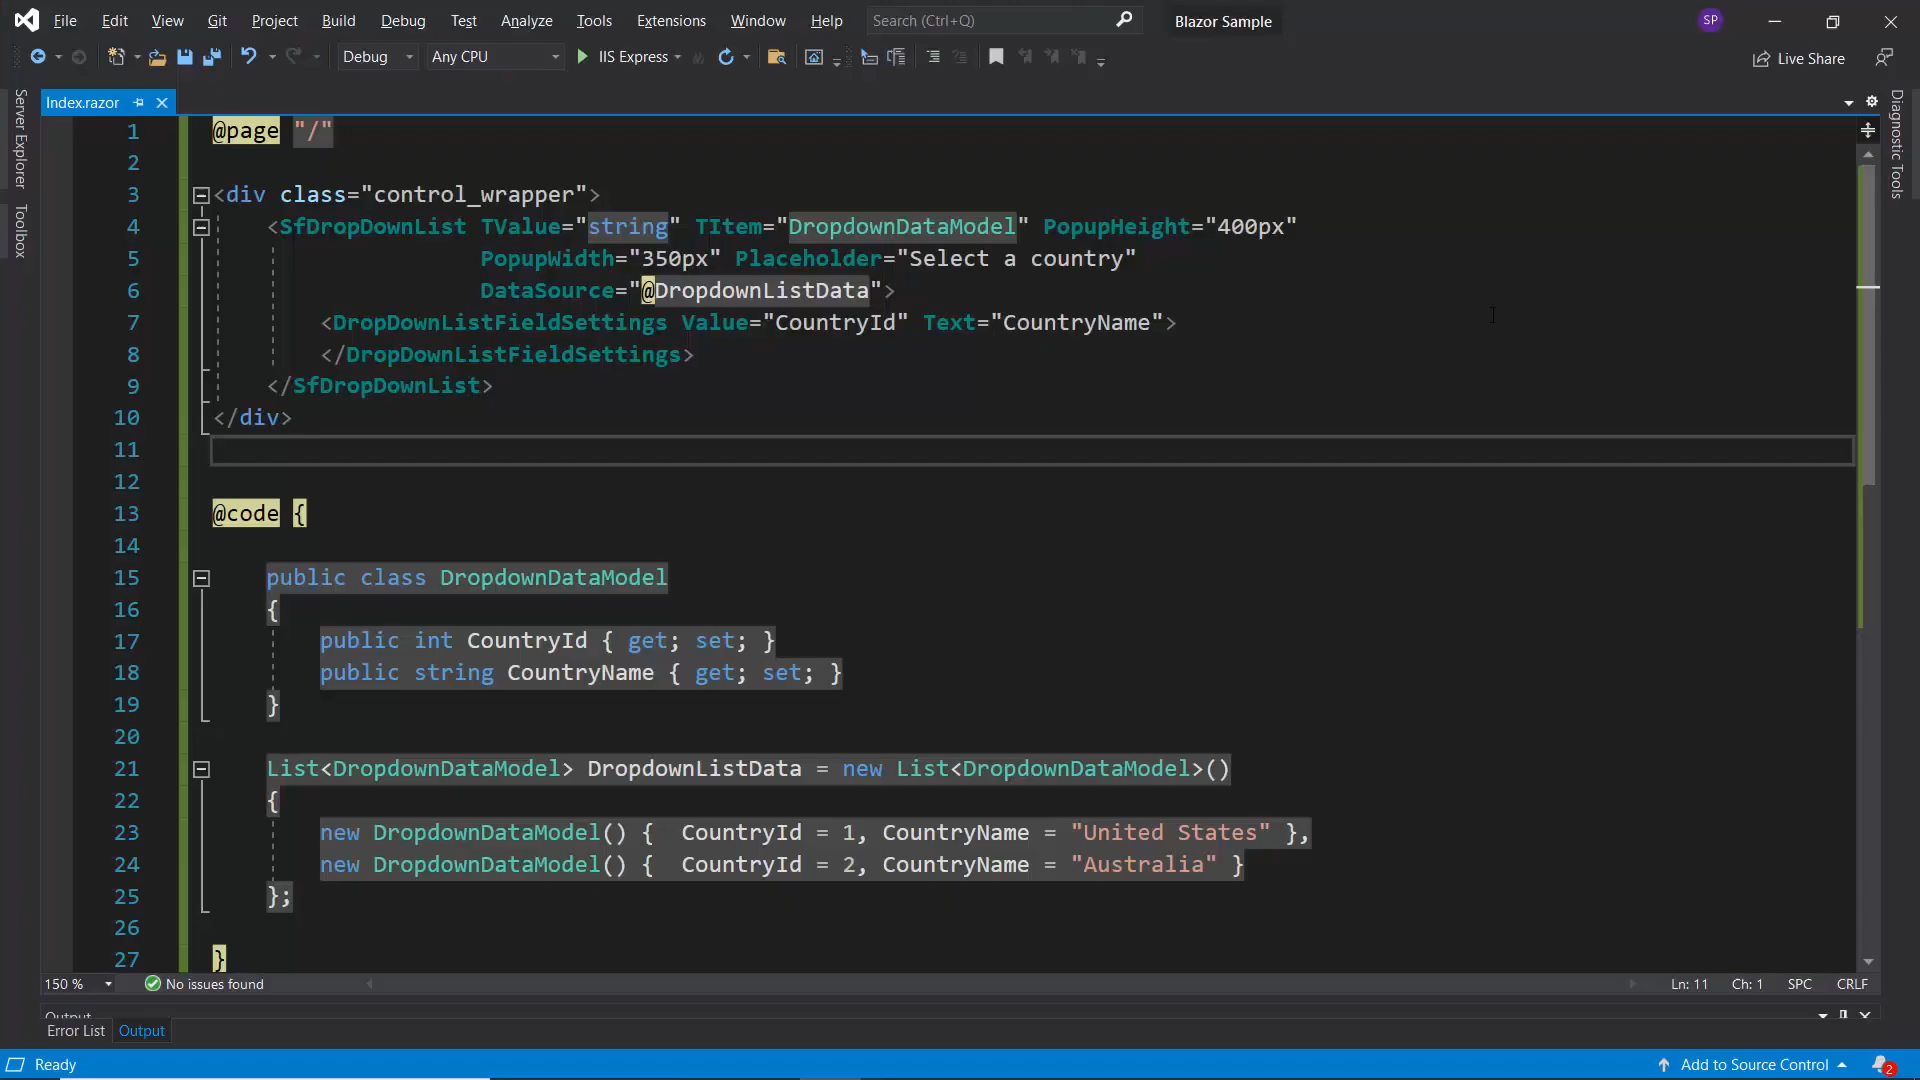 File Edit View Git Project Build Debug Test Analyze Tools Extensions Window Help Search (Ctrl+Q) Blazor Sample SP
Debug Any CPU IIS Express Live Share
Server Explorer
Toolbox
Index.razor
Diagnostic Tools
1 @page "/"
2
3 <div class="control_wrapper">
4 <SfDropDownList TValue="string" TItem="DropdownDataModel" PopupHeight="400px"
5 PopupWidth="350px" Placeholder="Select a country"
6 DataSource="@DropdownListData">
7 <DropDownListFieldSettings Value="CountryId" Text="CountryName">
8 </DropDownListFieldSettings>
9 </SfDropDownList>
10 </div>
11
12
13 @code {
14
15 public class DropdownDataModel
16 {
17 public int CountryId { get; set; }
18 public string CountryName { get; set; }
19 }
20
21 List<DropdownDataModel> DropdownListData = new List<DropdownDataModel>()
22 {
23 new DropdownDataModel() {  CountryId = 1, CountryName = "United States" },
24 new DropdownDataModel() {  CountryId = 2, CountryName = "Australia" }
25 };
26
27 }
150 % No issues found Ln: 11 Ch: 1 SPC CRLF
Output
Error List Output
Ready Add to Source Control 2